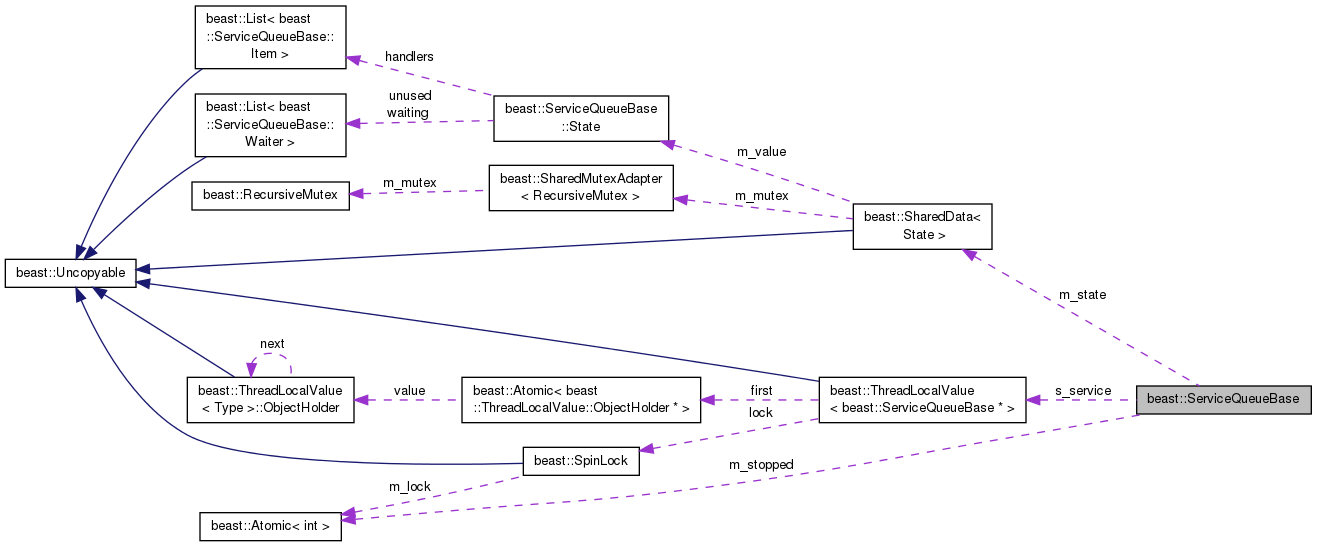 beast::List< beast
::ServiceQueueBase::
Item >
handlers
unused
waiting
beast::List< beast
::ServiceQueueBase::
Waiter >
beast::ServiceQueueBase
::State
m_value
beast::RecursiveMutex
m_mutex
beast::SharedMutexAdapter
< RecursiveMutex >
m_mutex
beast::SharedData<
State >
beast::Uncopyable
m_state
next
beast::ThreadLocalValue
< Type >::ObjectHolder
value
beast::Atomic< beast
::ThreadLocalValue::ObjectHolder * >
first
lock
beast::ThreadLocalValue
< beast::ServiceQueueBase * >
s_service
beast::ServiceQueueBase
beast::SpinLock
m_stopped
m_lock
beast::Atomic< int >